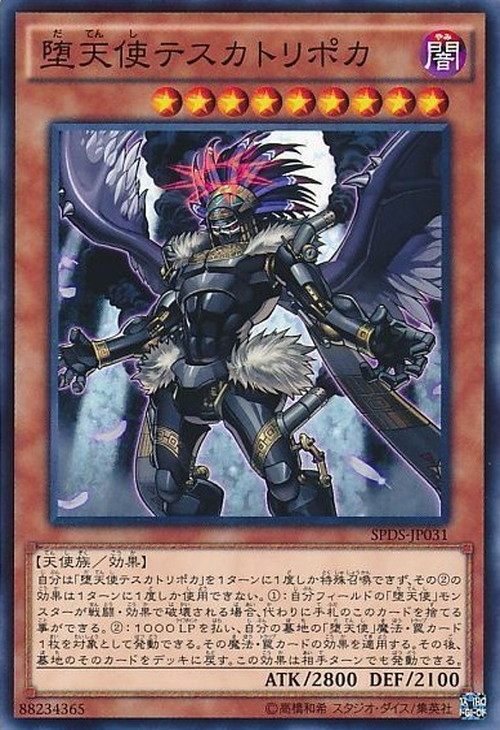 堕天使テスカトリポカ
闇
SPDS-JP031
【天使族／効果】
自分は「堕天使テスカトリポカ」を1ターンに1度しか特殊召喚できず、その②の
効果は1ターンに1度しか使用できない。①：自分フィールドの「堕天使」モン
スターが戦闘・効果で破壊される場合、代わりに手札のこのカードを捨てる
事ができる。②：1000LPを払い、自分の墓地の「堕天使」魔法・罠カード
1枚を対象として発動できる。その魔法・罠カードの効果を適用する。その後、
墓地のそのカードをデッキに戻す。この効果は相手ターンでも発動できる。
ATK/2800 DEF/2100
88234365
©高橋和希 スタジオ・ダイス/集英社